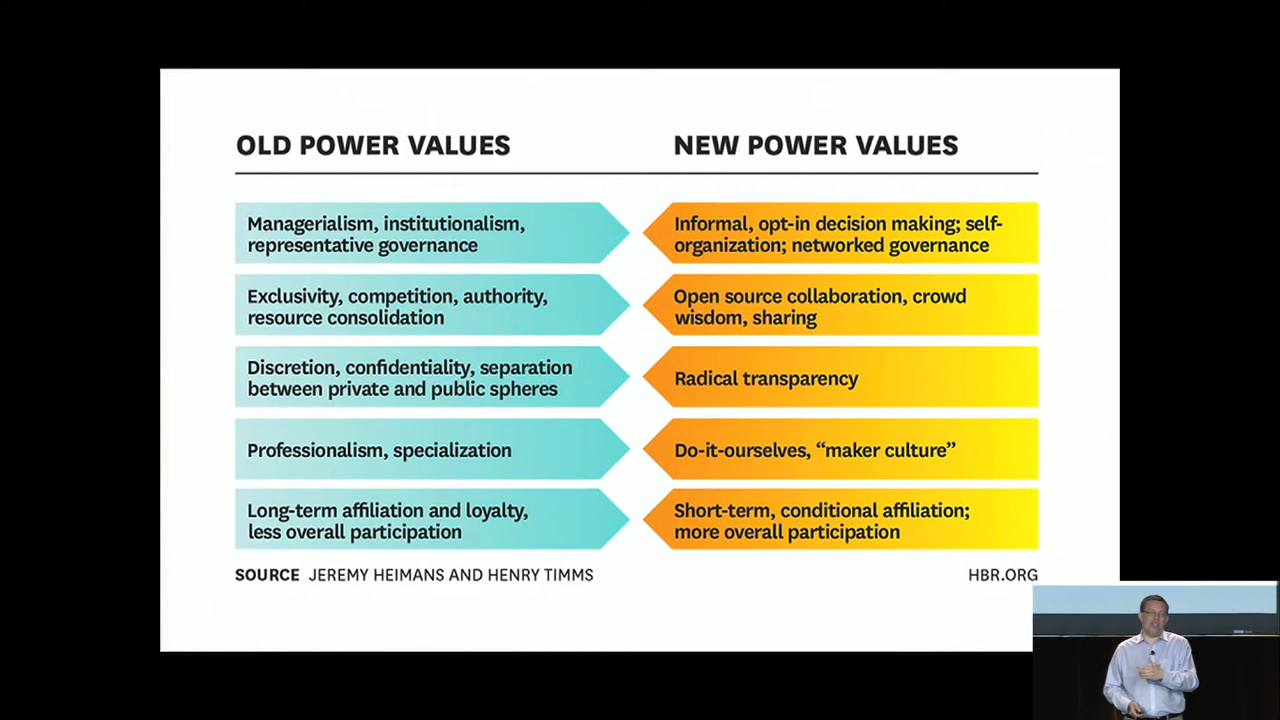 OLD POWER VALUES
NEW POWER VALUES
Managerialism, institutionalism,
representative governance
Informal, opt-in decision making; self-
organization; networked governance
Exclusivity, competition, authority,
resource consolidation
Open source collaboration, crowd
wisdom, sharing
Discretion, confidentiality, separation
between private and public spheres
Radical transparency
Professionalism, specialization
Do-it-ourselves, “maker culture”
Long-term affiliation and loyalty,
less overall participation
Short-term, conditional affiliation;
more overall participation
SOURCE JEREMY HEIMANS AND HENRY TIMMS
HBR.ORG